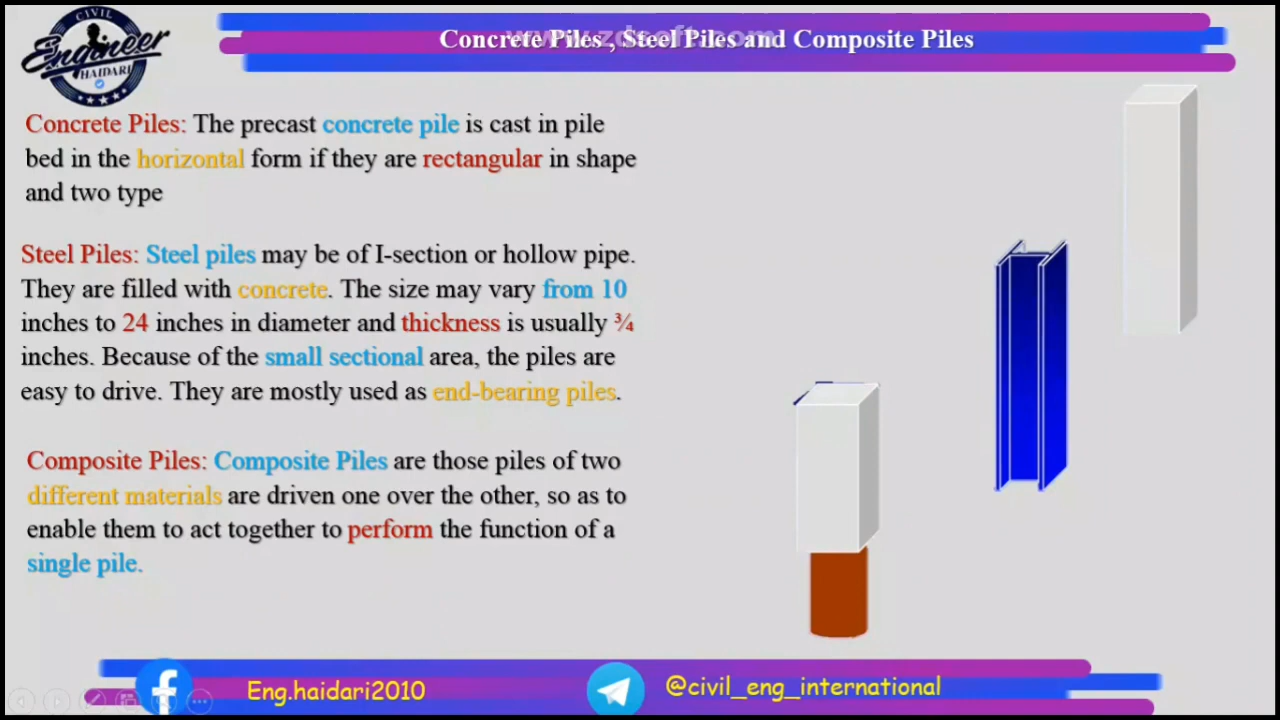 CIVIL
Engineer
HAIDARI
Concrete Piles , Steel Piles and Composite Piles
Concrete Piles: The precast concrete pile is cast in pile
bed in the horizontal form if they are rectangular in shape
and two type
Steel Piles: Steel piles may be of I-section or hollow pipe.
They are filled with concrete. The size may vary from 10
inches to 24 inches in diameter and thickness is usually ¾
inches. Because of the small sectional area, the piles are
easy to drive. They are mostly used as end-bearing piles.
Composite Piles: Composite Piles are those piles of two
different materials are driven one over the other, so as to
enable them to act together to perform the function of a
single pile.
Eng.haidari2010
@civil_eng_international